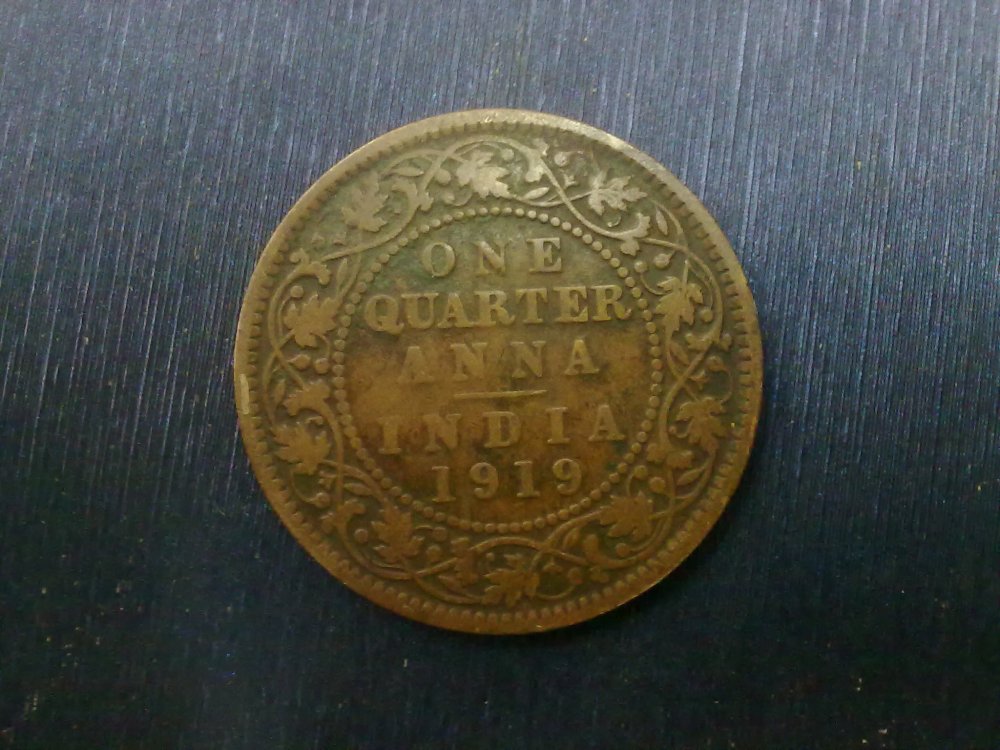 ONE
QUARTER
ANNA
INDIA
1919